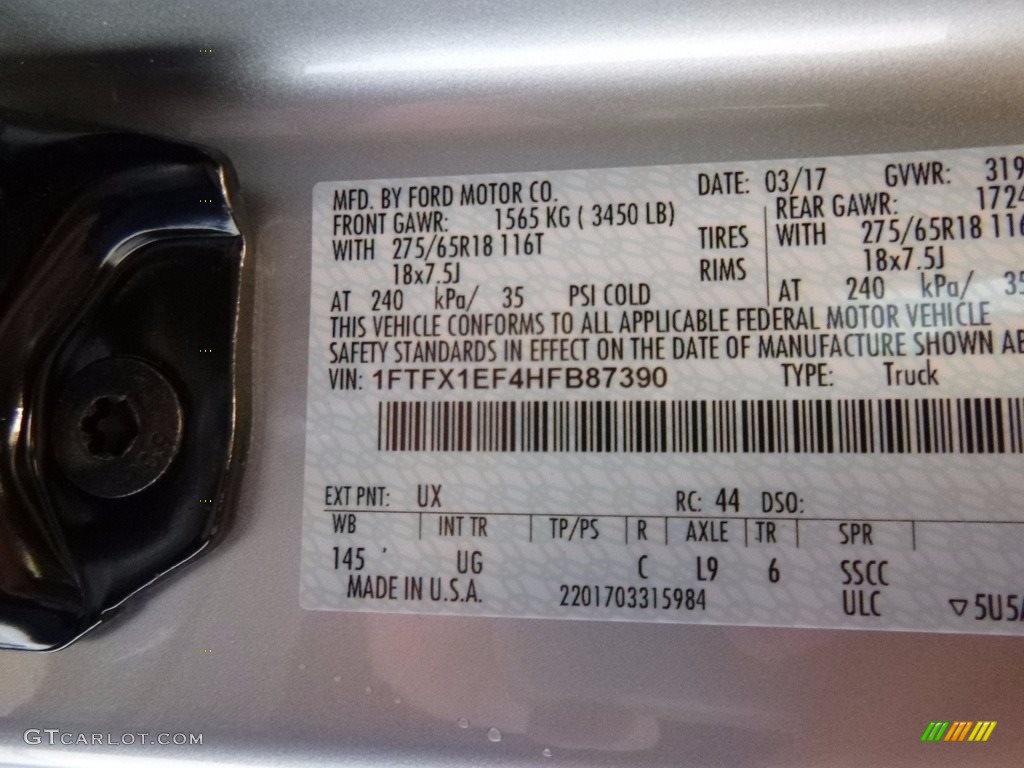 MFD. BY FORD MOTOR CO. DATE: 03/17 GVWR: 319
FRONT GAWR: 1565 KG ( 3450 LB) REAR GAWR: 1724
WITH 275/65R18 116T TIRES WITH 275/65R18 116
18x7.5J RIMS 18x7.5J
AT 240 kPa/ 35 PSI COLD AT 240 kPa/ 35
THIS VEHICLE CONFORMS TO ALL APPLICABLE FEDERAL MOTOR VEHICLE
SAFETY STANDARDS IN EFFECT ON THE DATE OF MANUFACTURE SHOWN AB
VIN: 1FTFX1EF4HFB87390 TYPE: Truck
EXT PNT: UX RC: 44 DSO:
WB INT TR TP/PS R AXLE TR SPR
145 UG C L9 6 SSCC
MADE IN U.S.A. 2201703315984 ULC ▽5U5A
GTCARLOT.COM